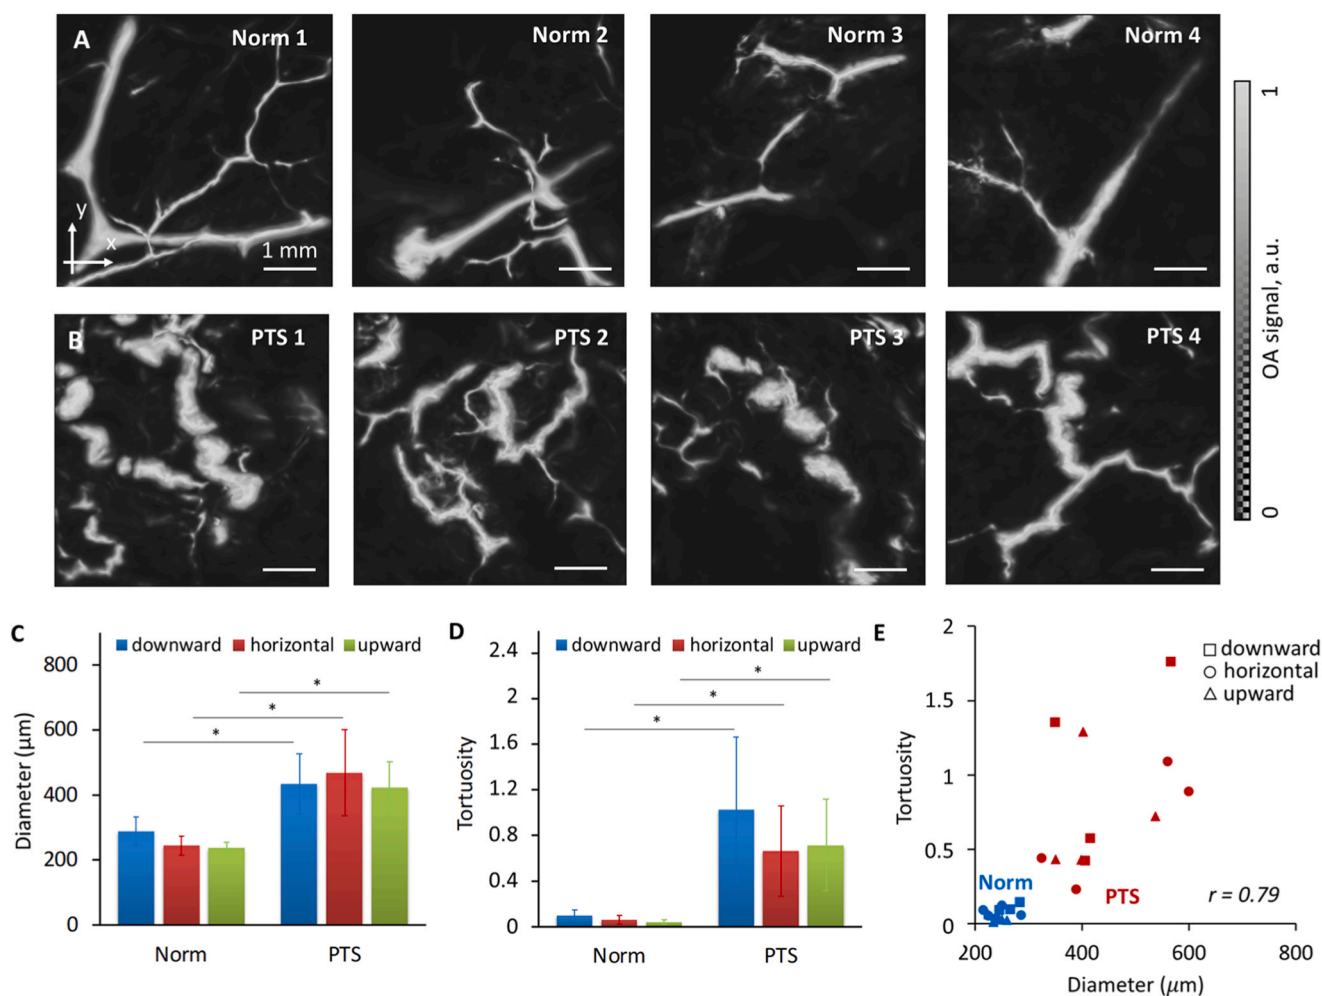 A Norm 1 Norm 2 Norm 3 Norm 4
y
x
1 mm
1
OA signal, a.u.
0
B PTS 1 PTS 2 PTS 3 PTS 4
C
downward horizontal upward
800
600
400
200
0
Diameter (µm)
* * *
Norm PTS
D
downward horizontal upward
2.4
2
1.6
1.2
0.8
0.4
0
Tortuosity
* * *
Norm PTS
E
2
1.5
1
0.5
0
Tortuosity
downward
horizontal
upward
Norm
PTS
r = 0.79
200 400 600 800
Diameter (µm)